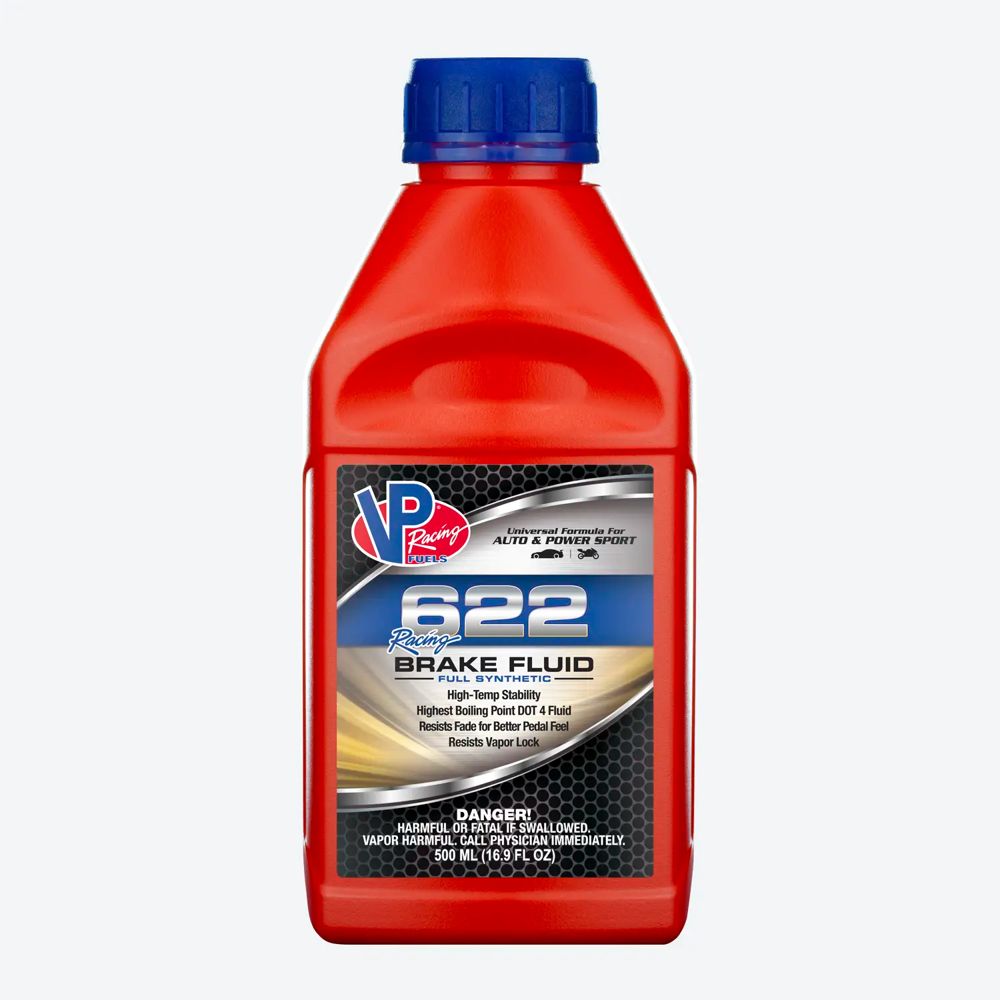 VP
Racing
FUELS
Universal Formula For
AUTO & POWER SPORT
622
Racing
BRAKE FLUID
FULL SYNTHETIC
High-Temp Stability
Highest Boiling Point DOT 4 Fluid
Resists Fade for Better Pedal Feel
Resists Vapor Lock
DANGER!
HARMFUL OR FATAL IF SWALLOWED.
VAPOR HARMFUL. CALL PHYSICIAN IMMEDIATELY.
500 ML (16.9 FL OZ)